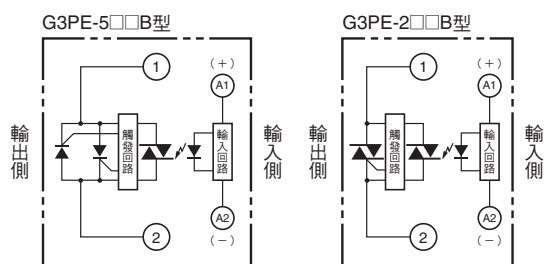 G3PE-5□□B型
輸出側
1
2
觸發回路
輸入回路
(+)
A1
A2
(−)
輸入側
G3PE-2□□B型
輸出側
1
2
觸發回路
輸入回路
(+)
A1
A2
(−)
輸入側